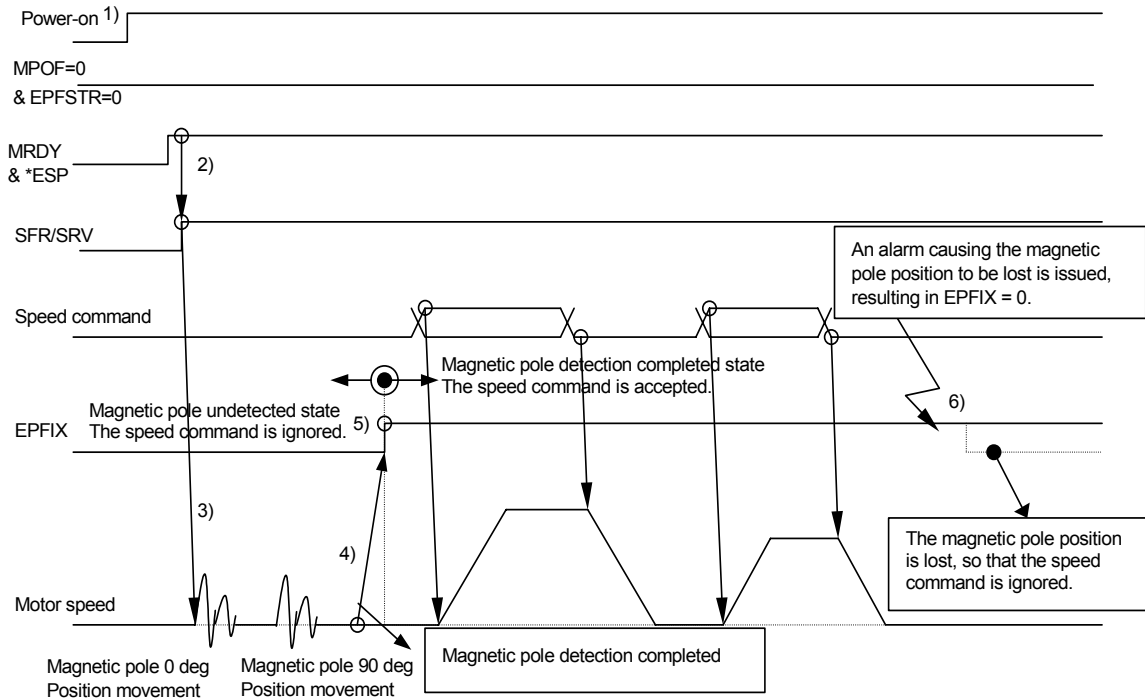 Power-on 1)
MPOF=0
& EPFSTR=0
MRDY
& *ESP
2)
SFR/SRV
An alarm causing the magnetic
pole position to be lost is issued,
resulting in EPFIX = 0.
Speed command
Magnetic pole detection completed state
The speed command is accepted.
Magnetic pole undetected state
The speed command is ignored.
5)
6)
EPFIX
3)
4)
The magnetic pole position
is lost, so that the speed
command is ignored.
Motor speed
Magnetic pole detection completed
Magnetic pole 0 deg
Position movement
Magnetic pole 90 deg
Position movement